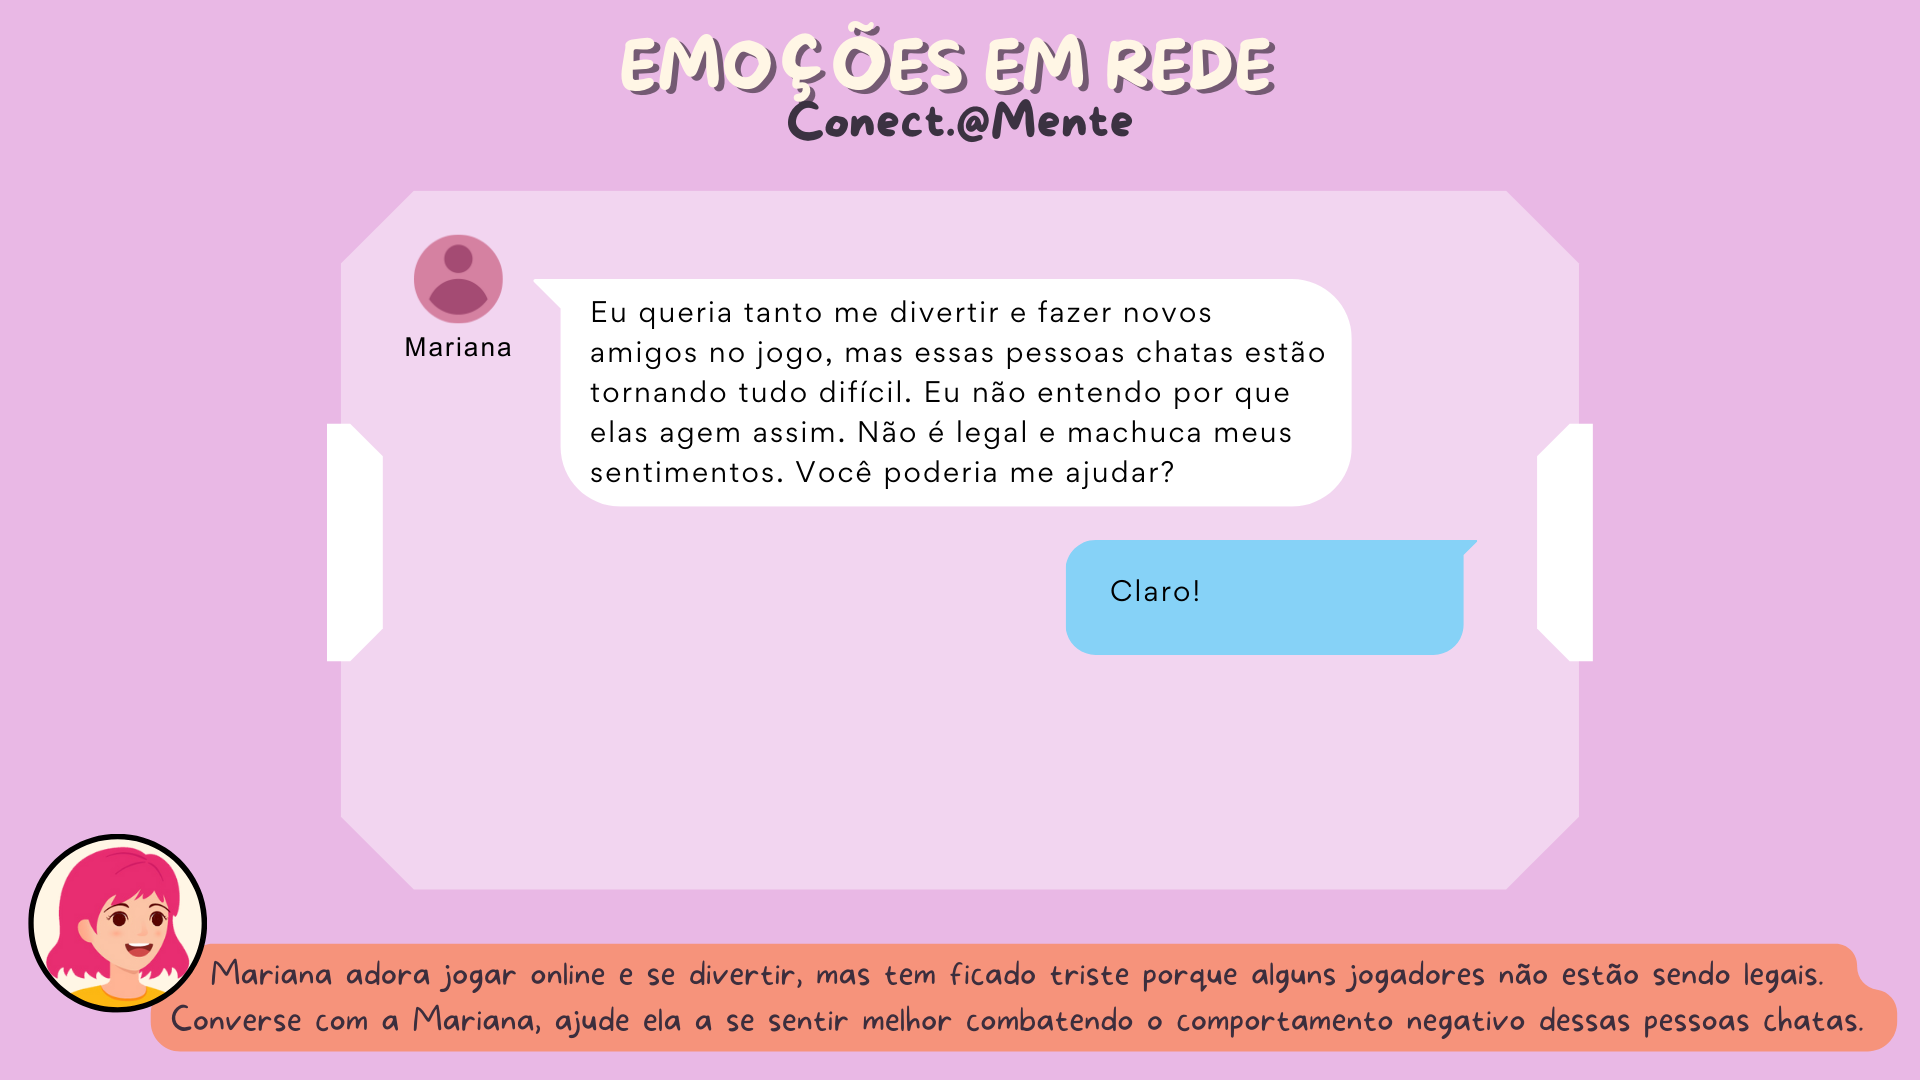 EMOÇÕES EM REDE
Conect.@Mente
Mariana
Eu queria tanto me divertir e fazer novos
amigos no jogo, mas essas pessoas chatas estão
tornando tudo difícil. Eu não entendo por que
elas agem assim. Não é legal e machuca meus
sentimentos. Você poderia me ajudar?
Claro!
Mariana adora jogar online e se divertir, mas tem ficado triste porque alguns jogadores não estão sendo legais.
Converse com a Mariana, ajude ela a se sentir melhor combatendo o comportamento negativo dessas pessoas chatas.